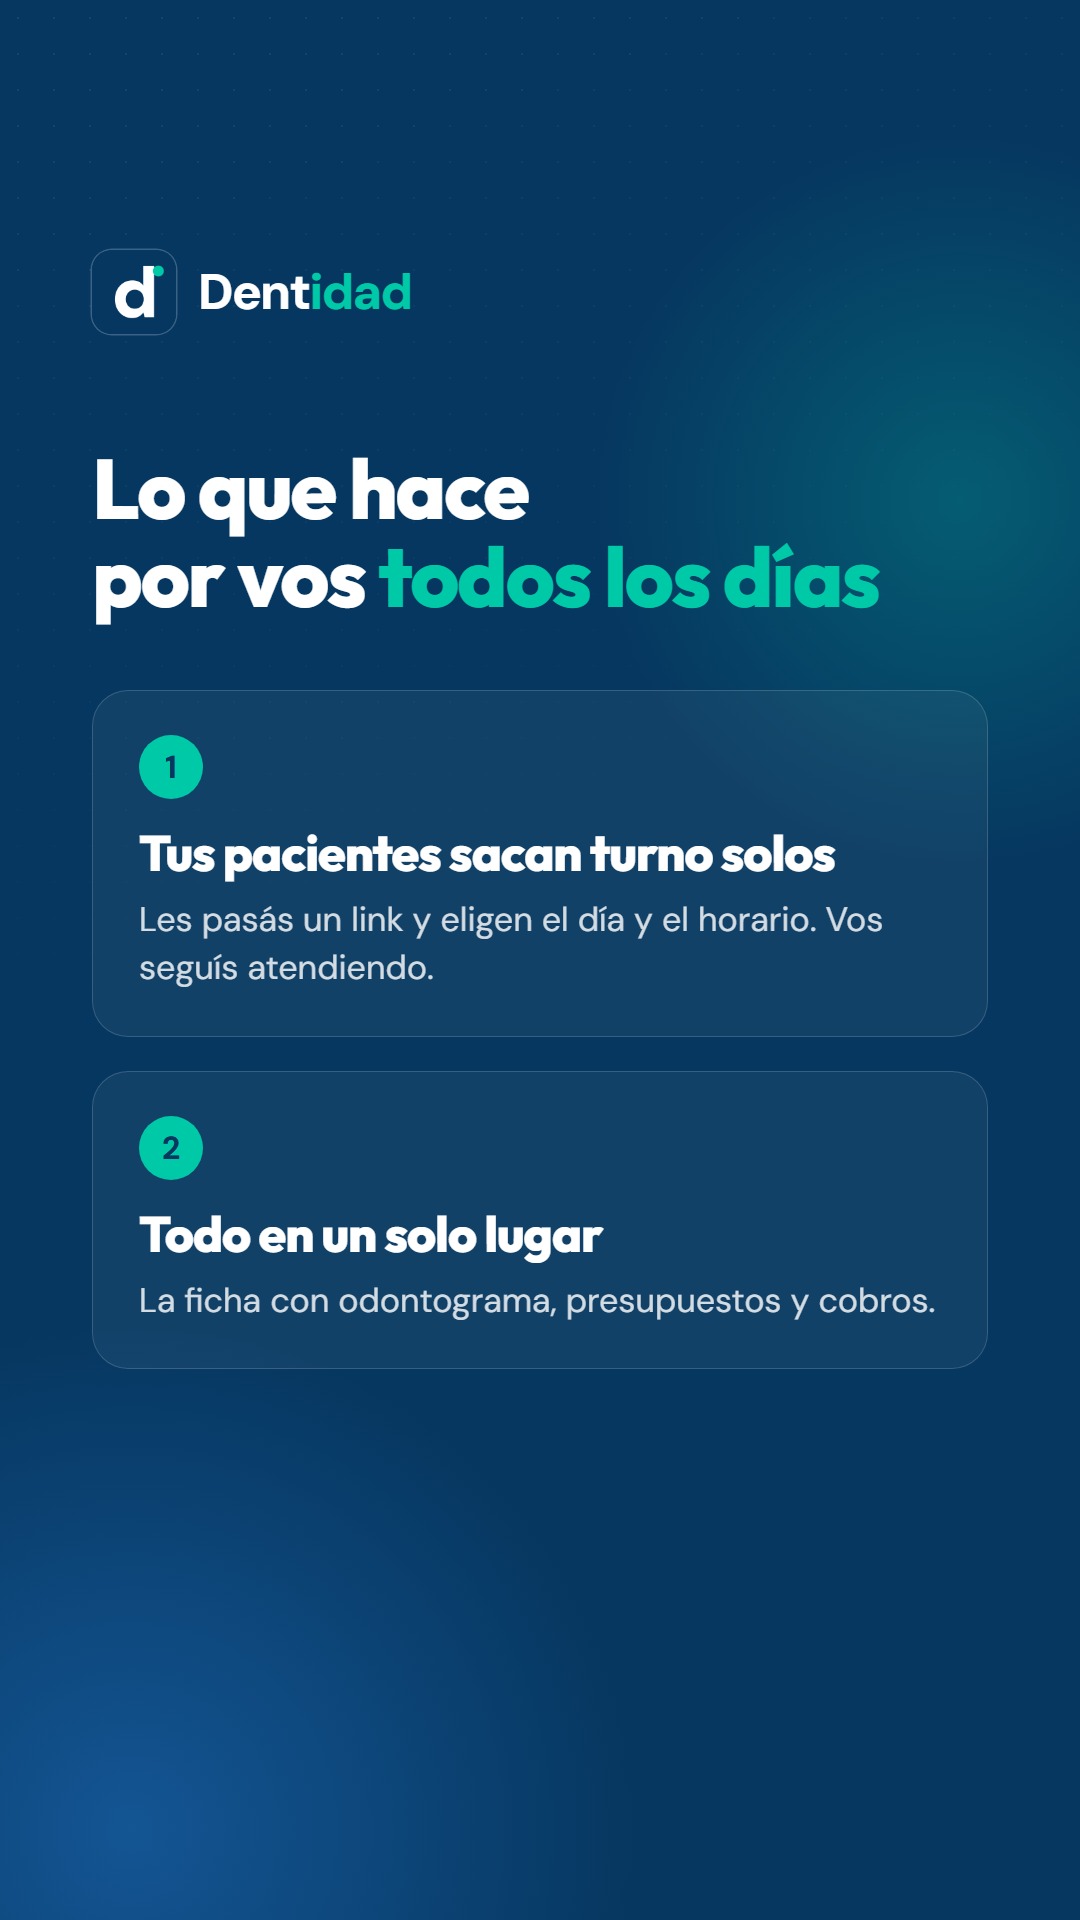 Dentidad
Lo que hace
por vos todos los días
1
Tus pacientes sacan turno solos
Les pasás un link y eligen el día y el horario. Vos
seguís atendiendo.
2
Todo en un solo lugar
La ficha con odontograma, presupuestos y cobros.